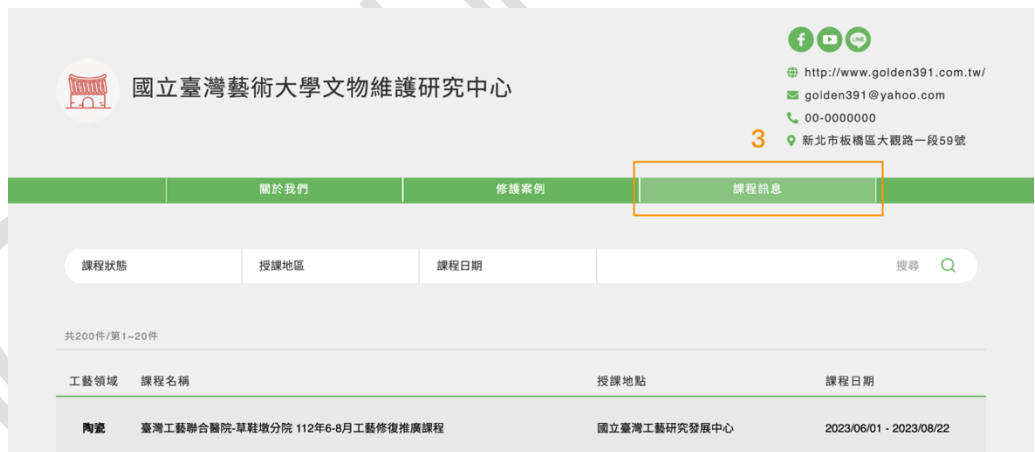 國立臺灣藝術大學文物維護研究中心
http://www.golden391.com.tw/
golden391@yahoo.com
00-0000000
新北市板橋區大觀路一段59號
3
關於我們 修護案例 課程訊息
課程狀態 授課地區 課程日期 搜尋
共200件/第1~20件
工藝領域 課程名稱 授課地點 課程日期
陶瓷 臺灣工藝聯合醫院-草鞋墩分院 112年6-8月工藝修復推廣課程 國立臺灣工藝研究發展中心 2023/06/01 - 2023/08/22